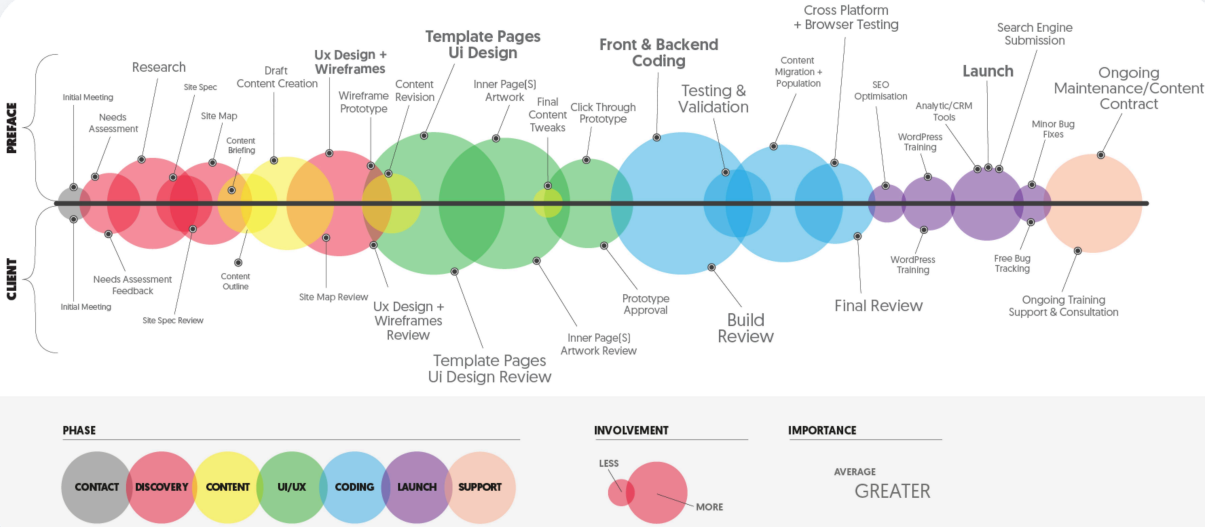 PREFACE
CLIENT
Initial Meeting
Needs
Assessment
Research
Site Spec
Site Map
Content
Briefing
Draft
Content Creation
Ux Design +
Wireframes
Wireframe
Prototype
Content
Revision
Template Pages
Ui Design
Inner Page(S)
Artwork
Final
Content
Tweaks
Click Through
Prototype
Front & Backend
Coding
Testing &
Validation
Content
Migration +
Population
Cross Platform
+ Browser Testing
SEO
Optimisation
WordPress
Training
Analytic/CRM
Tools
Launch
Search Engine
Submission
Minor Bug
Fixes
Ongoing
Maintenance/Content
Contract
Initial Meeting
Needs Assessment
Feedback
Site Spec Review
Content
Outline
Site Map Review
Ux Design +
Wireframes
Review
Template Pages
Ui Design Review
Inner Page(S)
Artwork Review
Prototype
Approval
Build
Review
Final Review
WordPress
Training
Free Bug
Tracking
Ongoing Training
Support & Consultation
PHASE
CONTACT
DISCOVERY
CONTENT
UI/UX
CODING
LAUNCH
SUPPORT
INVOLVEMENT
LESS
MORE
IMPORTANCE
AVERAGE
GREATER